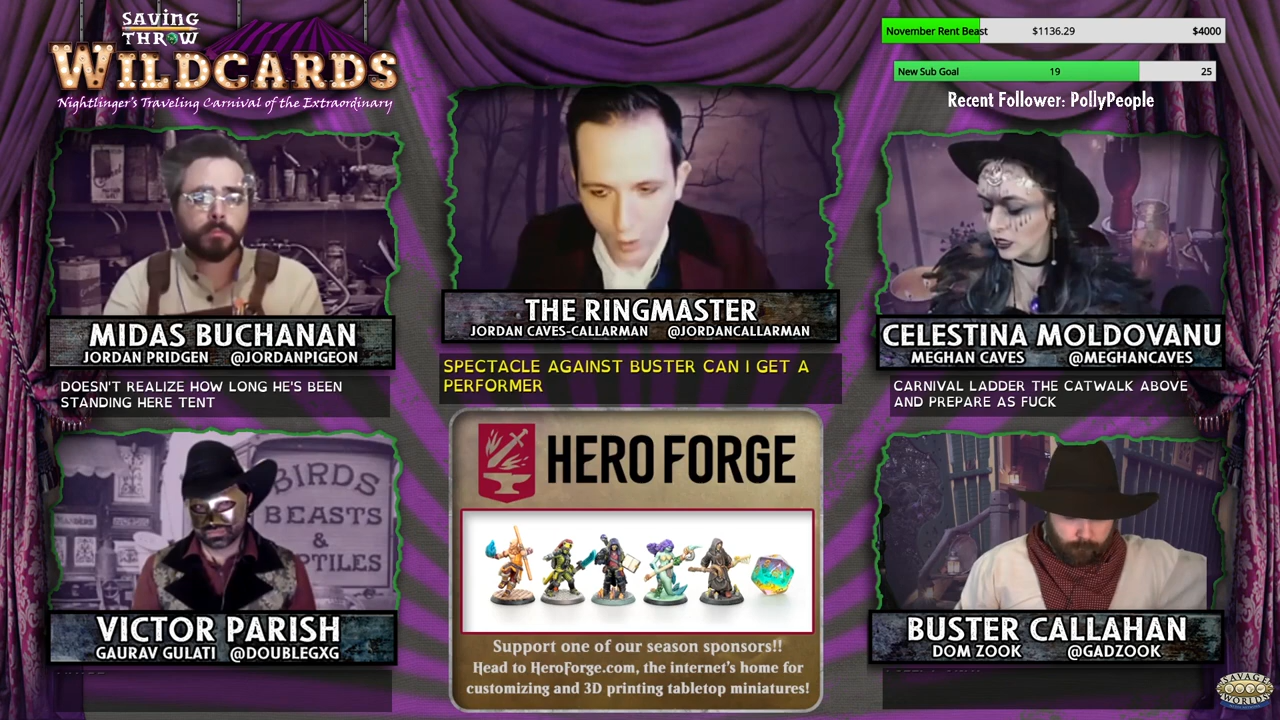 SAVING
THROW
WILDCARDS
Nightlinger's Traveling Carnival of the Extraordinary
November Rent Beast $1136.29 $4000
New Sub Goal 19 25
Recent Follower: PollyPeople
MIDAS BUCHANAN
JORDAN PRIDGEN @JORDANPIGEON
DOESN'T REALIZE HOW LONG HE'S BEEN
STANDING HERE TENT
THE RINGMASTER
JORDAN CAVES-CALLARMAN @JORDANCALLARMAN
SPECTACLE AGAINST BUSTER CAN I GET A
PERFORMER
CELESTINA MOLDOVANU
MEGHAN CAVES @MEGHANCAVES
CARNIVAL LADDER THE CATWALK ABOVE
AND PREPARE AS FUCK
BIRDS
BEASTS
&
PTILES
VICTOR PARISH
GAURAV GULATI @DOUBLEGXG
HERO FORGE
Support one of our season sponsors!!
Head to HeroForge.com, the internet's home for
customizing and 3D printing tabletop miniatures!
BUSTER CALLAHAN
DOM ZOOK @GADZOOK
SAVAGE
WORLDS